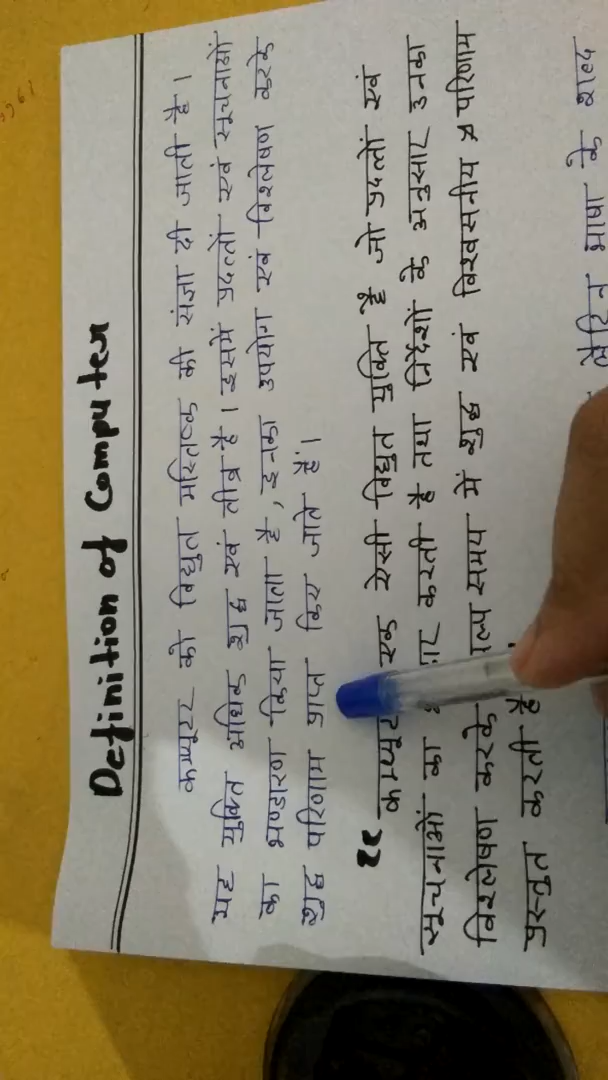 Definition of Computer
कम्प्यूटर को विद्युत मस्तिष्क की संज्ञा दी जाती है।
यह युक्ति अधिक शुद्ध एवं तीव्र है। इसमें प्रदत्तो एवं सूचनाओं
का भण्डारण किया जाता है, इनका उपयोग एवं विश्लेषण करके
शुद्ध परिणाम प्राप्त किये जाते हैं।
" एक ऐसी विद्युत युक्ति है जो प्रदत्तों एवं
सूचनाओं का करती है तथा निर्देशों के अनुसार उनका
विश्लेषण करके समय में शुद्ध एवं विश्वसनीय परिणाम
प्रस्तुत करती है
लैटिन भाषा के शब्द